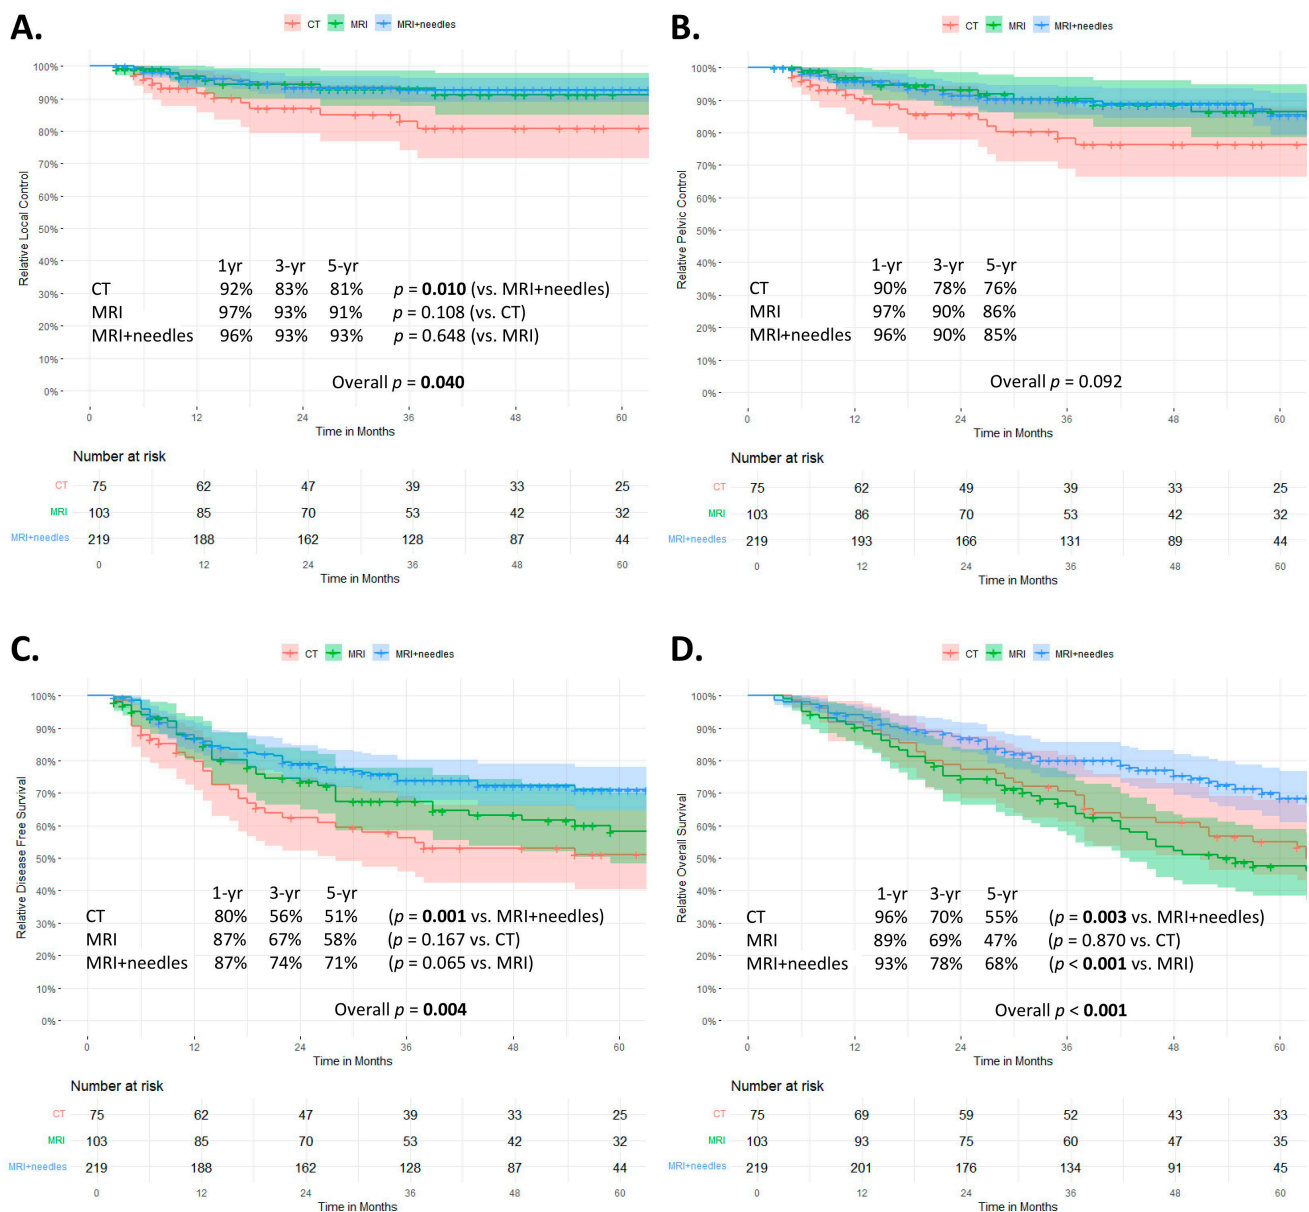 A.
CT MRI MRI+needles
Relative Local Control
100%
90%
80%
70%
60%
50%
40%
30%
20%
10%
0%
1yr 3-yr 5-yr
CT 92% 83% 81% p = 0.010 (vs. MRI+needles)
MRI 97% 93% 91% p = 0.108 (vs. CT)
MRI+needles 96% 93% 93% p = 0.648 (vs. MRI)
Overall p = 0.040
0 12 24 36 48 60
Time in Months
Number at risk
CT 75 62 47 39 33 25
MRI 103 85 70 53 42 32
MRI+needles 219 188 162 128 87 44
0 12 24 36 48 60
Time in Months
B.
CT MRI MRI+needles
Relative Pelvic Control
100%
90%
80%
70%
60%
50%
40%
30%
20%
10%
0%
1-yr 3-yr 5-yr
CT 90% 78% 76%
MRI 97% 90% 86%
MRI+needles 96% 90% 85%
Overall p = 0.092
0 12 24 36 48 60
Time in Months
Number at risk
CT 75 62 49 39 33 25
MRI 103 86 70 53 42 32
MRI+needles 219 193 166 131 89 44
0 12 24 36 48 60
Time in Months
C.
CT MRI MRI+needles
Relative Disease Free Survival
100%
90%
80%
70%
60%
50%
40%
30%
20%
10%
0%
1-yr 3-yr 5-yr
CT 80% 56% 51% (p = 0.001 vs. MRI+needles)
MRI 87% 67% 58% (p = 0.167 vs. CT)
MRI+needles 87% 74% 71% (p = 0.065 vs. MRI)
Overall p = 0.004
0 12 24 36 48 60
Time in Months
Number at risk
CT 75 62 47 39 33 25
MRI 103 85 70 53 42 32
MRI+needles 219 188 162 128 87 44
0 12 24 36 48 60
Time in Months
D.
CT MRI MRI+needles
Relative Overall Survival
100%
90%
80%
70%
60%
50%
40%
30%
20%
10%
0%
1-yr 3-yr 5-yr
CT 96% 70% 55% (p = 0.003 vs. MRI+needles)
MRI 89% 69% 47% (p = 0.870 vs. CT)
MRI+needles 93% 78% 68% (p < 0.001 vs. MRI)
Overall p < 0.001
0 12 24 36 48 60
Time in Months
Number at risk
CT 75 69 59 52 43 33
MRI 103 93 75 60 47 35
MRI+needles 219 201 176 134 91 45
0 12 24 36 48 60
Time in Months